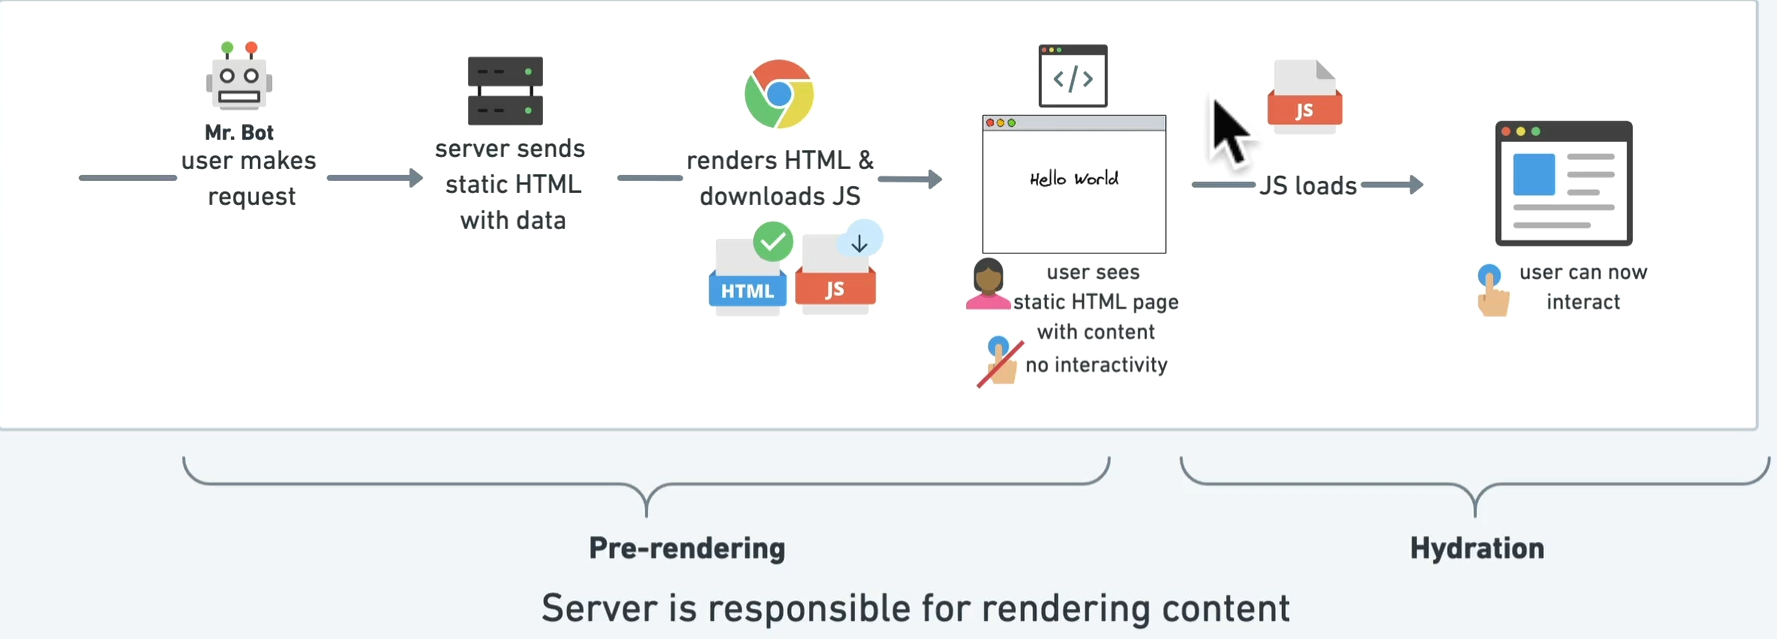 Mr. Bot
user makes
request
server sends
static HTML
with data
renders HTML &
downloads JS
HTML
JS
</>
Hello World
user sees
static HTML page
with content
no interactivity
JS
JS loads
user can now
interact
Pre-rendering
Hydration
Server is responsible for rendering content